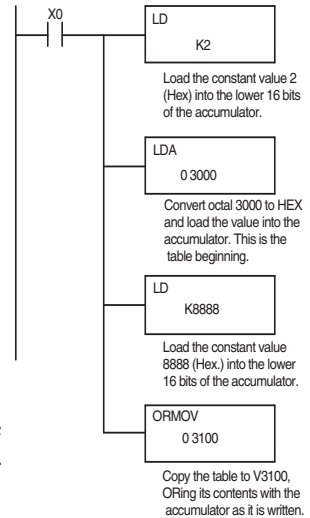 X0
LD
K2
Load the constant value 2
(Hex) into the lower 16 bits
of the accumulator.
LDA
0 3000
Convert octal 3000 to HEX
and load the value into the
accumulator. This is the
table beginning.
LD
K8888
Load the constant value
8888 (Hex.) into the lower
16 bits of the accumulator.
ORMOV
0 3100
Copy the table to V3100,
ORing its contents with the
accumulator as it is written.